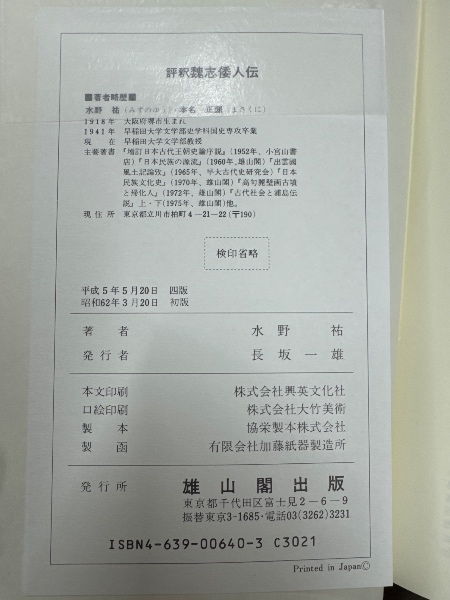 評釈 魏志倭人伝
■著者略歴■
水野 祐（みずのゆう）・本名 正 （まさくに）
1918年 大阪府堺市生まれ
1941年 早稲田大学文学部史学科国史専攻卒業
現 在 早稲田大学文学部教授
主要著書 『増訂日本古代王朝史論序説』（1952年、小宮山書
店）『日本民族の源流』（1960年、雄山閣）『出雲国
風土記論攷』（1965年、早大古代史研究会）『日本
民族文化史』（1970年、雄山閣）『高句麗壁画古墳
と帰化人』（1972年、雄山閣）『古代社会と浦島伝
説』上・下（1975年、雄山閣）他。
現住所 東京都立川市柏町4－21－22（〒190）
検印省略
平成5年5月20日 四版
昭和62年3月20日 初版
著者 水野 祐
発行者 長坂一雄
本文印刷 株式会社興英文化社
口絵印刷 株式会社大竹美術
製本 協栄製本株式会社
製函 有限会社加藤紙器製造所
発行所 雄山閣出版
東京都千代田区富士見2－6－9
振替東京3-1685・電話03(3262)3231
ISBN4-639-00640-3 C3021
Printed in Japan©